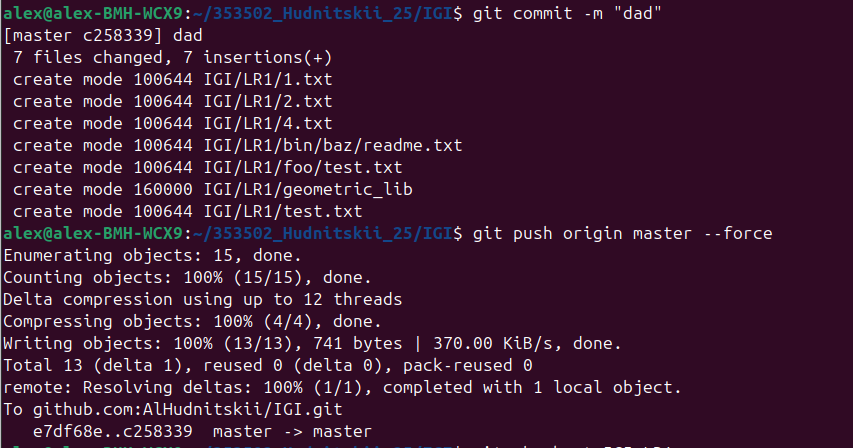 alex@alex-BMH-WCX9:~/353502_Hudnitskii_25/IGI$ git commit -m "dad"
[master c258339] dad
 7 files changed, 7 insertions(+)
 create mode 100644 IGI/LR1/1.txt
 create mode 100644 IGI/LR1/2.txt
 create mode 100644 IGI/LR1/4.txt
 create mode 100644 IGI/LR1/bin/baz/readme.txt
 create mode 100644 IGI/LR1/foo/test.txt
 create mode 160000 IGI/LR1/geometric_lib
 create mode 100644 IGI/LR1/test.txt
alex@alex-BMH-WCX9:~/353502_Hudnitskii_25/IGI$ git push origin master --force
Enumerating objects: 15, done.
Counting objects: 100% (15/15), done.
Delta compression using up to 12 threads
Compressing objects: 100% (4/4), done.
Writing objects: 100% (13/13), 741 bytes | 370.00 KiB/s, done.
Total 13 (delta 1), reused 0 (delta 0), pack-reused 0
remote: Resolving deltas: 100% (1/1), completed with 1 local object.
To github.com:AlHudnitskii/IGI.git
   e7df68e..c258339  master -> master